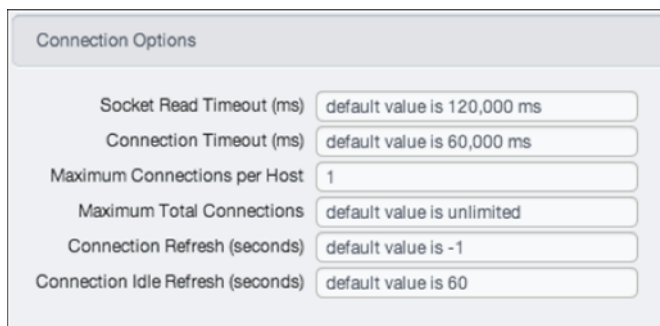 Connection Options
Socket Read Timeout (ms) default value is 120,000 ms
Connection Timeout (ms) default value is 60,000 ms
Maximum Connections per Host 1
Maximum Total Connections default value is unlimited
Connection Refresh (seconds) default value is -1
Connection Idle Refresh (seconds) default value is 60